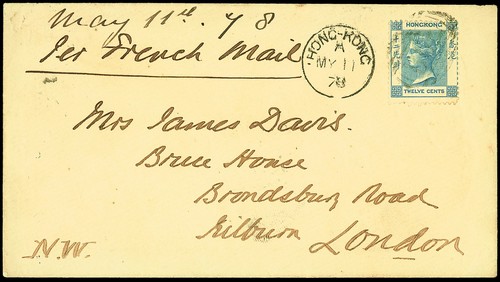 May 11th. 78
Per French Mail
HONG-KONG
A
MY 11
78
HONGKONG
TWELVE CENTS
Mrs James Davis.
Bruce House
Brondsbury Road
Kilburn London
N.W.